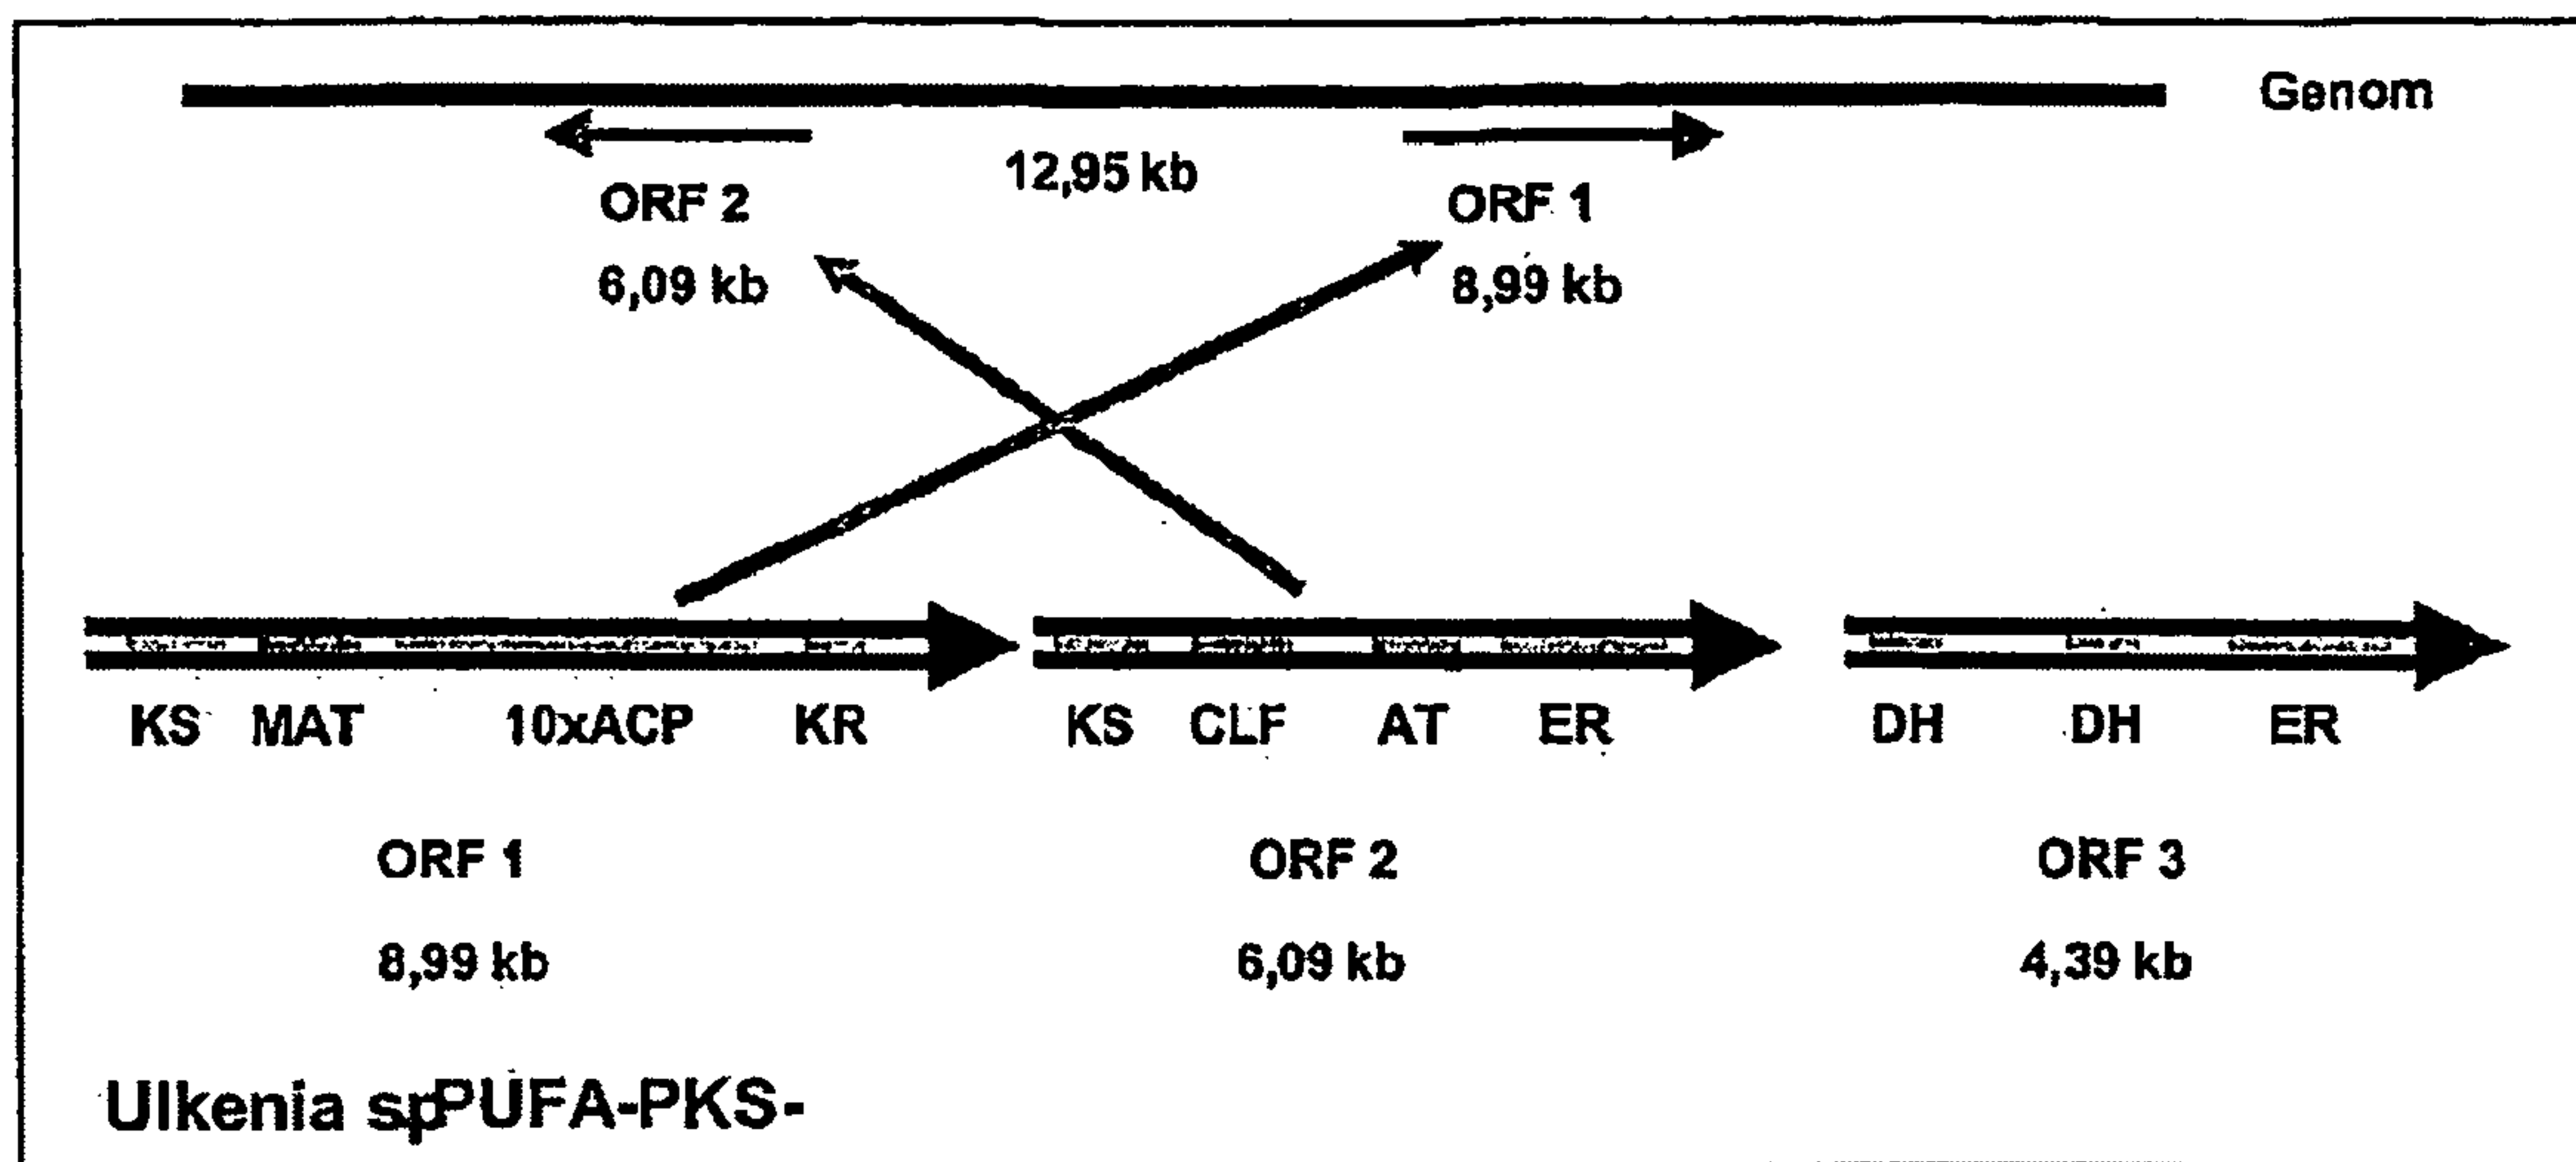 Genom
12,95 kb
ORF 2 ORF 1
6,09 kb 8,99 kb
KS MAT 10xACP KR KS CLF AT ER DH DH ER
ORF 1 ORF 2 ORF 3
8,99 kb 6,09 kb 4,39 kb
Ulkenia sp PUFA-PKS-